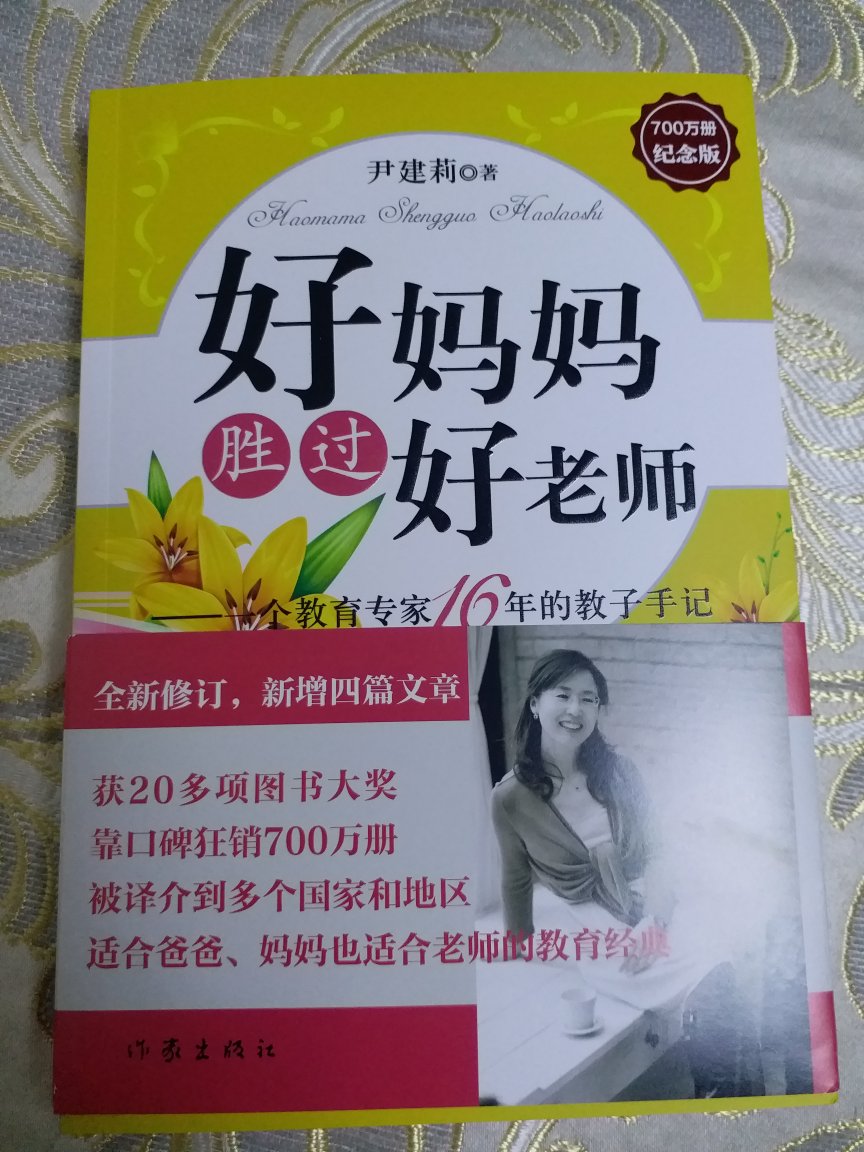 700万册
纪念版
尹建莉◎著
Haomama Shengguo Haolaoshi
好妈妈
胜过好老师
——一个教育专家16年的教子手记
全新修订，新增四篇文章
获20多项图书大奖
靠口碑狂销700万册
被译介到多个国家和地区
适合爸爸、妈妈也适合老师的教育经典
作家出版社